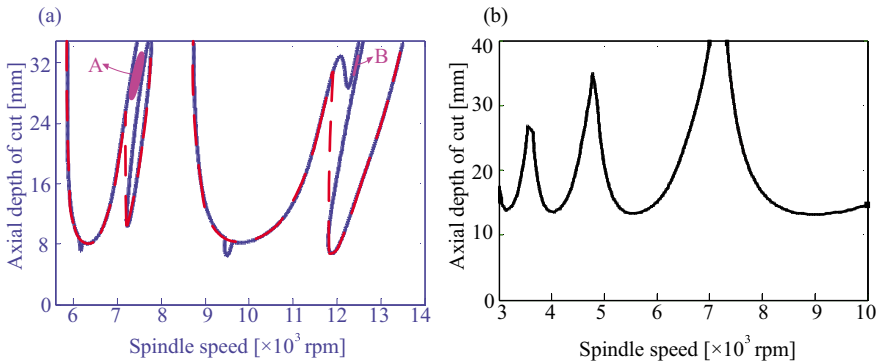 (a)
Axial depth of cut [mm]
32
24
16
8
0
A
B
6 7 8 9 10 11 12 13 14
Spindle speed [×10³ rpm]
(b)
Axial depth of cut [mm]
40
30
20
10
0
3 4 5 6 7 8 9 10
Spindle speed [×10³ rpm]